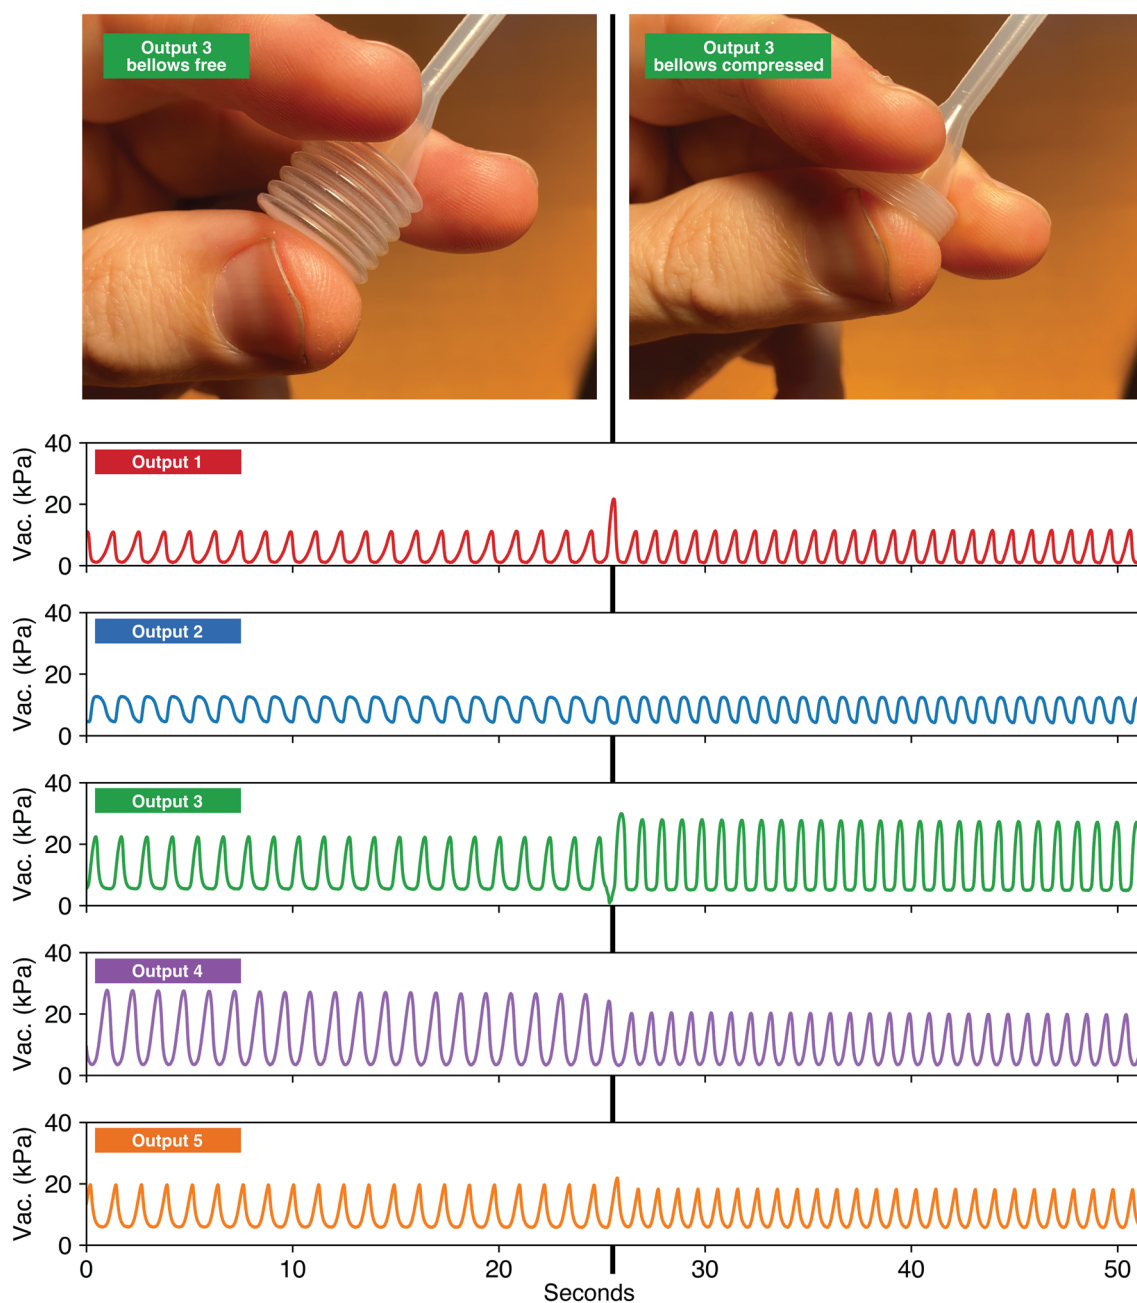 Output 3
bellows free
Output 3
bellows compressed
Vac. (kPa)
40
20
0
Output 1
Vac. (kPa)
40
20
0
Output 2
Vac. (kPa)
40
20
0
Output 3
Vac. (kPa)
40
20
0
Output 4
Vac. (kPa)
40
20
0
Output 5
0
10
20
30
40
50
Seconds